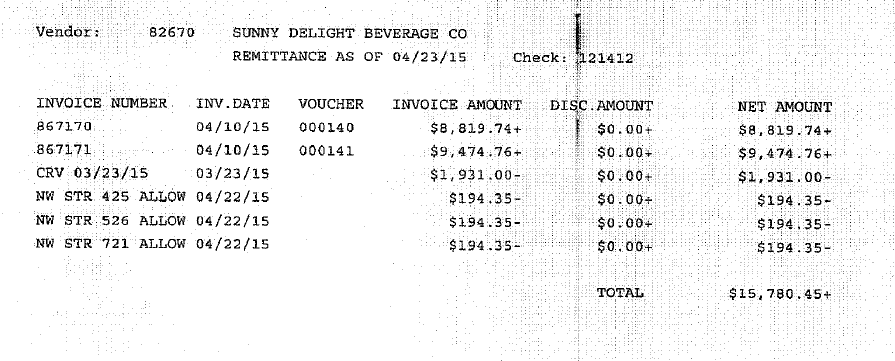 Vendor: 82670 SUNNY DELIGHT BEVERAGE CO
REMITTANCE AS OF 04/23/15 Check: 121412
INVOICE NUMBER INV.DATE VOUCHER INVOICE AMOUNT DISC.AMOUNT NET AMOUNT
867170 04/10/15 000140 $8,819.74+ $0.00+ $8,819.74+
867171 04/10/15 000141 $9,474.76+ $0.00+ $9,474.76+
CRV 03/23/15 03/23/15 $1,931.00- $0.00+ $1,931.00-
NW STR 425 ALLOW 04/22/15 $194.35- $0.00+ $194.35-
NW STR 526 ALLOW 04/22/15 $194.35- $0.00+ $194.35-
NW STR 721 ALLOW 04/22/15 $194.35- $0.00+ $194.35-
TOTAL $15,780.45+